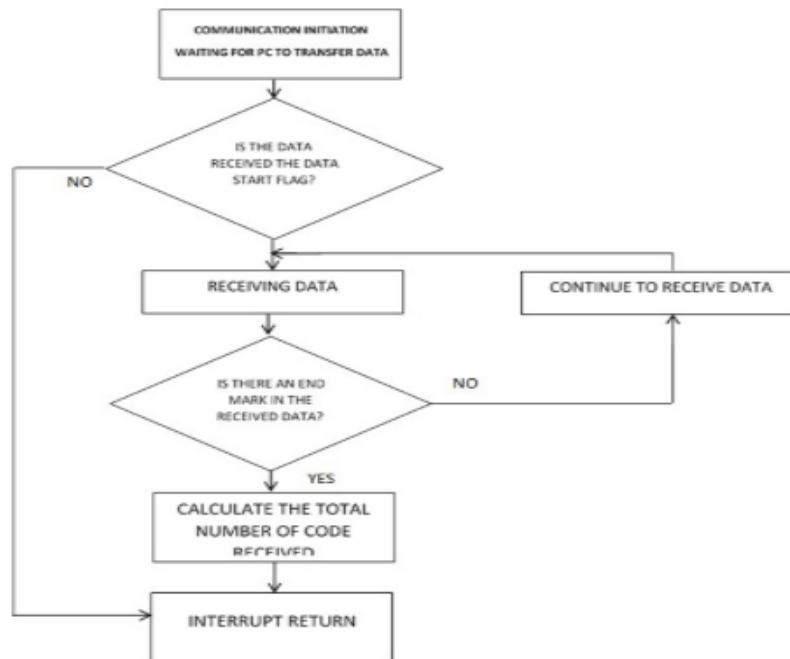 COMMUNICATION INITIATION
WAITING FOR PC TO TRANSFER DATA
IS THE DATA
RECEIVED THE DATA
START FLAG?
NO
RECEIVING DATA
CONTINUE TO RECEIVE DATA
IS THERE AN END
MARK IN THE
RECEIVED DATA?
NO
YES
CALCULATE THE TOTAL
NUMBER OF CODE
RECEIVED
INTERRUPT RETURN